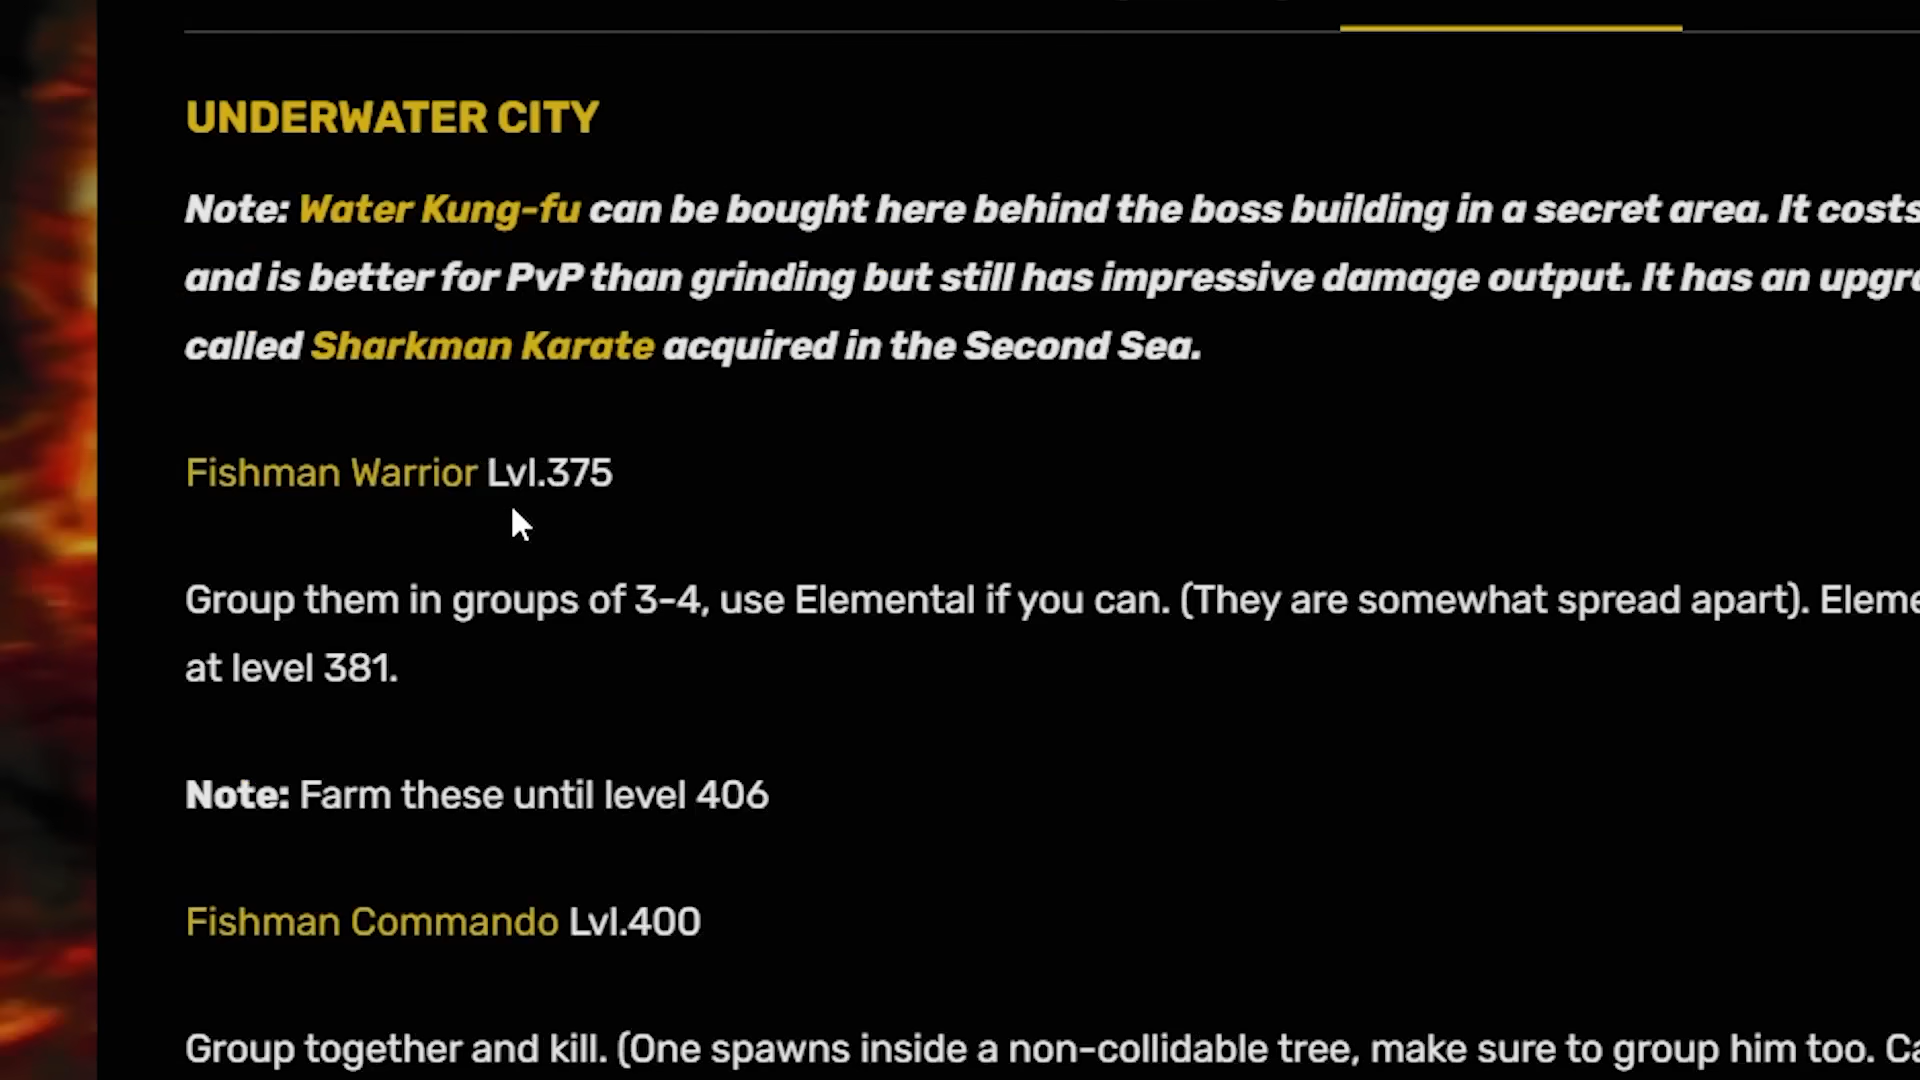 UNDERWATER CITY
Note: Water Kung-fu can be bought here behind the boss building in a secret area. It costs
and is better for PvP than grinding but still has impressive damage output. It has an
called Sharkman Karate acquired in the Second Sea.
Fishman Warrior Lvl.375
Group them in groups of 3-4, use Elemental if you can. (They are somewhat spread apart).
at level 381.
Note: Farm these until level 406
Fishman Commando Lvl.400
Group together and kill. (One spawns inside a non-collidable tree, make sure to group him too.